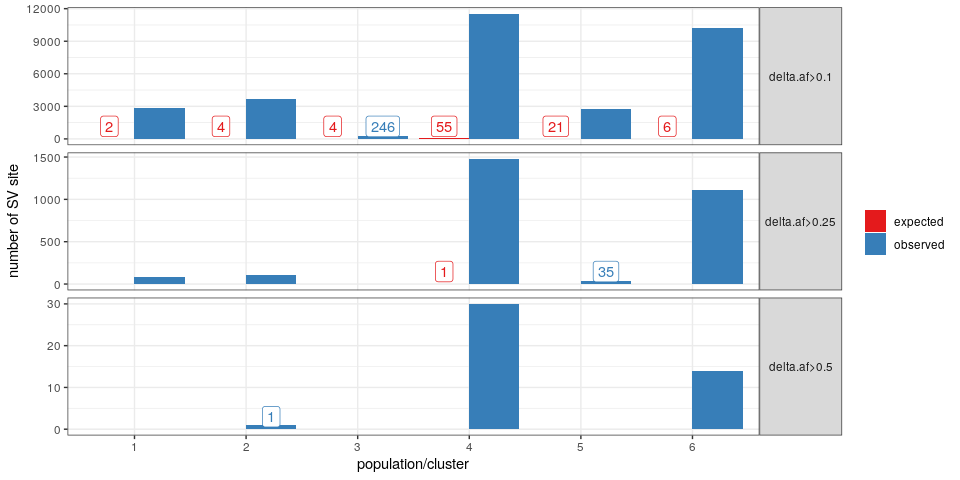 12000
9000
6000
3000
0
2
4
4
246
55
21
6
delta.af>0.1
1500
1000
500
0
1
35
delta.af>0.25
30
20
10
0
1
delta.af>0.5
1 2 3 4 5 6
population/cluster
number of SV site
expected
observed